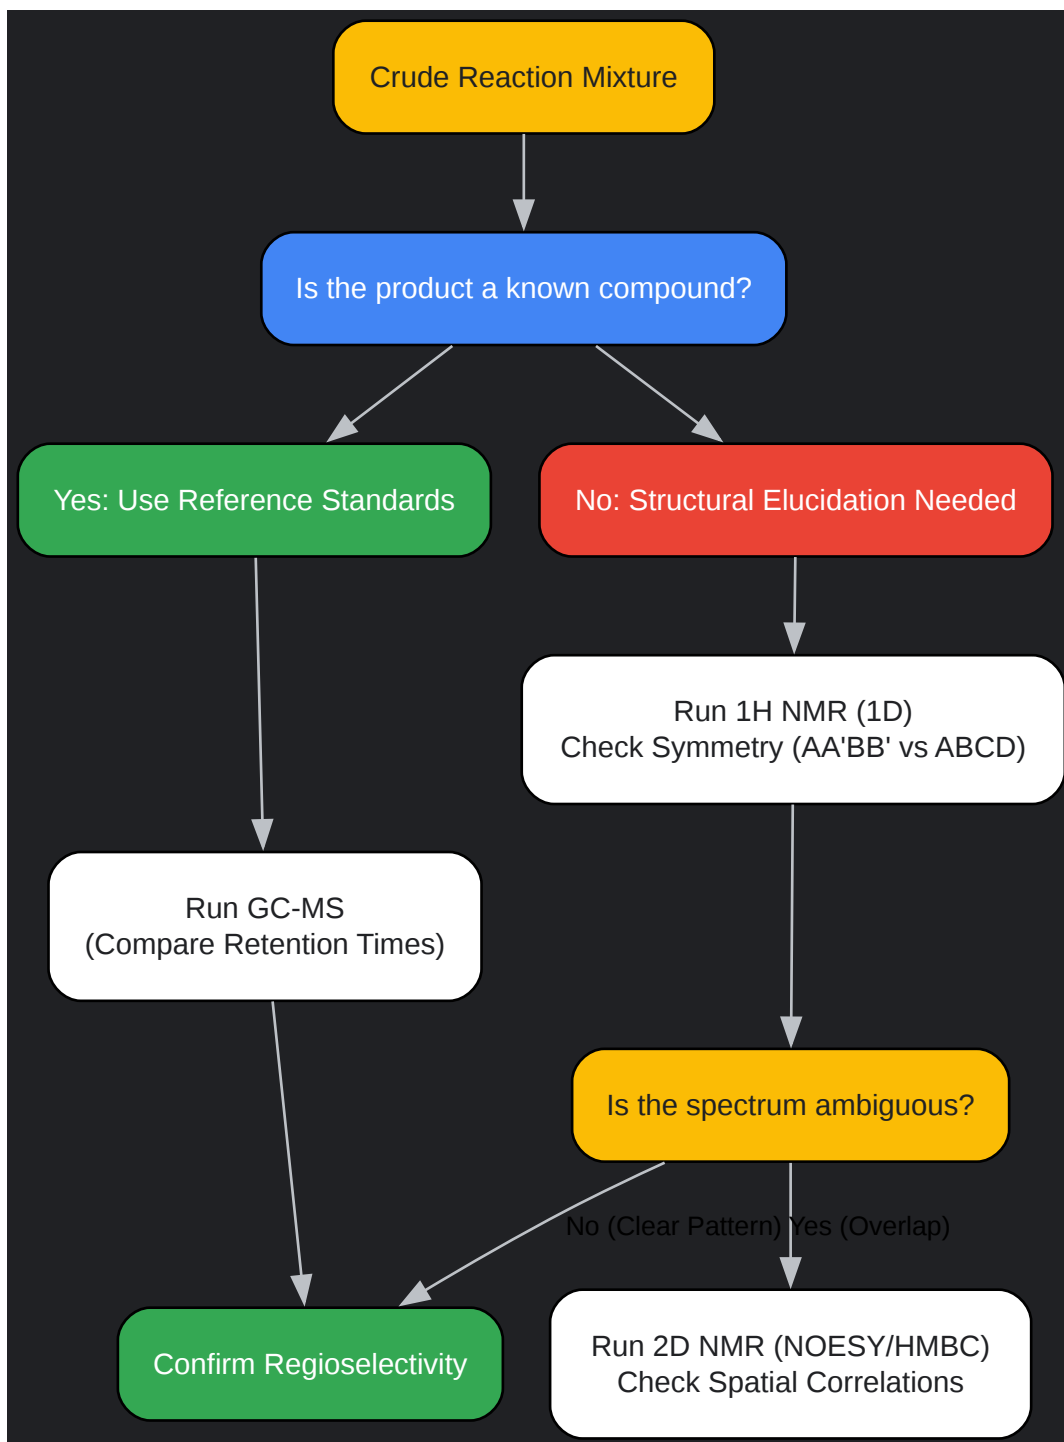 Crude Reaction Mixture
Is the product a known compound?
Yes: Use Reference Standards
No: Structural Elucidation Needed
Run 1H NMR (1D)
Check Symmetry (AA'BB' vs ABCD)
Run GC-MS
(Compare Retention Times)
Is the spectrum ambiguous?
No (Clear Pattern)
Yes (Overlap)
Confirm Regioselectivity
Run 2D NMR (NOESY/HMBC)
Check Spatial Correlations